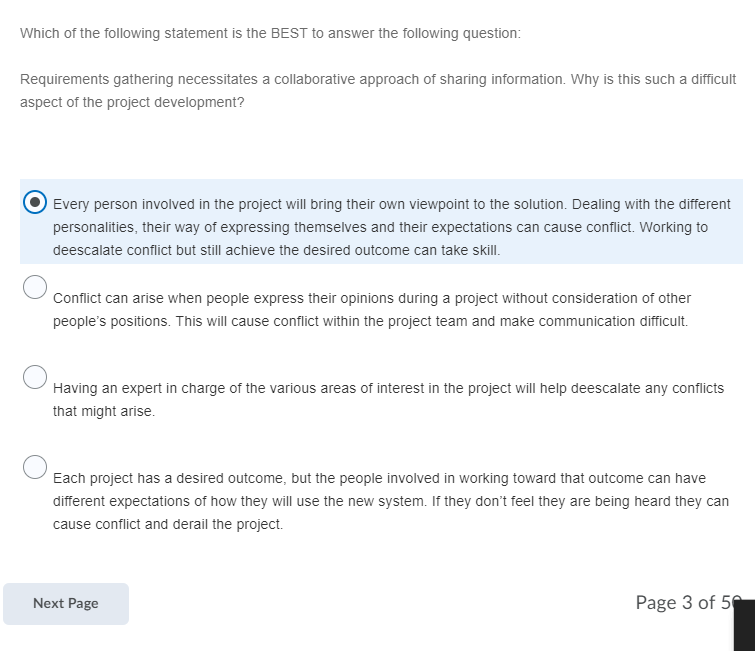 Which of the following statement is the BEST to answer the following question:
Requirements gathering necessitates a collaborative approach of sharing information. Why is this such a difficult
aspect of the project development?
Every person involved in the project will bring their own viewpoint to the solution. Dealing with the different
personalities, their way of expressing themselves and their expectations can cause conflict. Working to
deescalate conflict but still achieve the desired outcome can take skill.
Conflict can arise when people express their opinions during a project without consideration of other
people's positions. This will cause conflict within the project team and make communication difficult.
Having an expert in charge of the various areas of interest in the project will help deescalate any conflicts
that might arise.
Each project has a desired outcome, but the people involved in working toward that outcome can have
different expectations of how they will use the new system. If they don't feel they are being heard they can
cause conflict and derail the project.
Next Page
Page 3 of